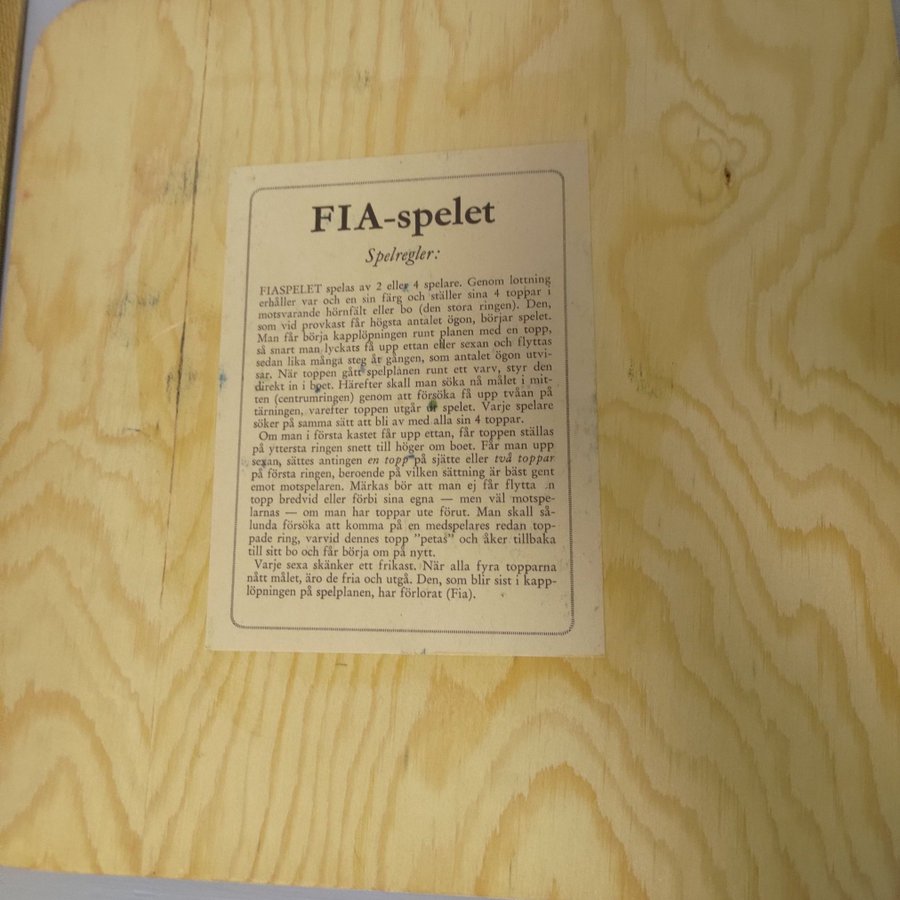 FIA-spelet
Spelregler:
FIASPELET spelas av 2 eller 4 spelare. Genom lottning
erhåller var och en sin färg och ställer sina 4 toppar i
motsvarande hörnfält eller bo (den stora ringen). Den,
som vid provkast får högsta antalet ögon, börjar spelet.
Man får börja kapplöpningen runt planen med en topp,
så snart man lyckats få upp ettan eller sexan och flyttas
sedan lika många steg åt gången, som antalet ögon utvi-
sar. När toppen gått spelplanen runt ett varv, styr den
direkt in i boet. Härefter skall man söka nå målet i mit-
ten (centrumringen) genom att försöka få upp tvåan på
tärningen, varefter toppen utgår ur spelet. Varje spelare
söker på samma sätt att bli av med alla sin 4 toppar.
Om man i första kastet får upp ettan, får toppen ställas
på yttersta ringen snett till höger om boet. Får man upp
sexan, sättes antingen en topp på sjätte eller två toppar
på första ringen, beroende på vilken sättning är bäst gent
emot motspelaren. Märkas bör att man ej får flytta n
topp bredvid eller förbi sina egna — men väl motspe-
larnas — om man har toppar ute förut. Man skall så-
lunda försöka att komma på en medspelares redan top-
pade ring, varvid dennes topp "petas" och åker tillbaka
till sitt bo och får börja om på nytt.
Varje sexa skänker ett frikast. När alla fyra topparna
nått målet, äro de fria och utgå. Den, som blir sist i kapp-
löpningen på spelplanen, har förlorat (Fia).